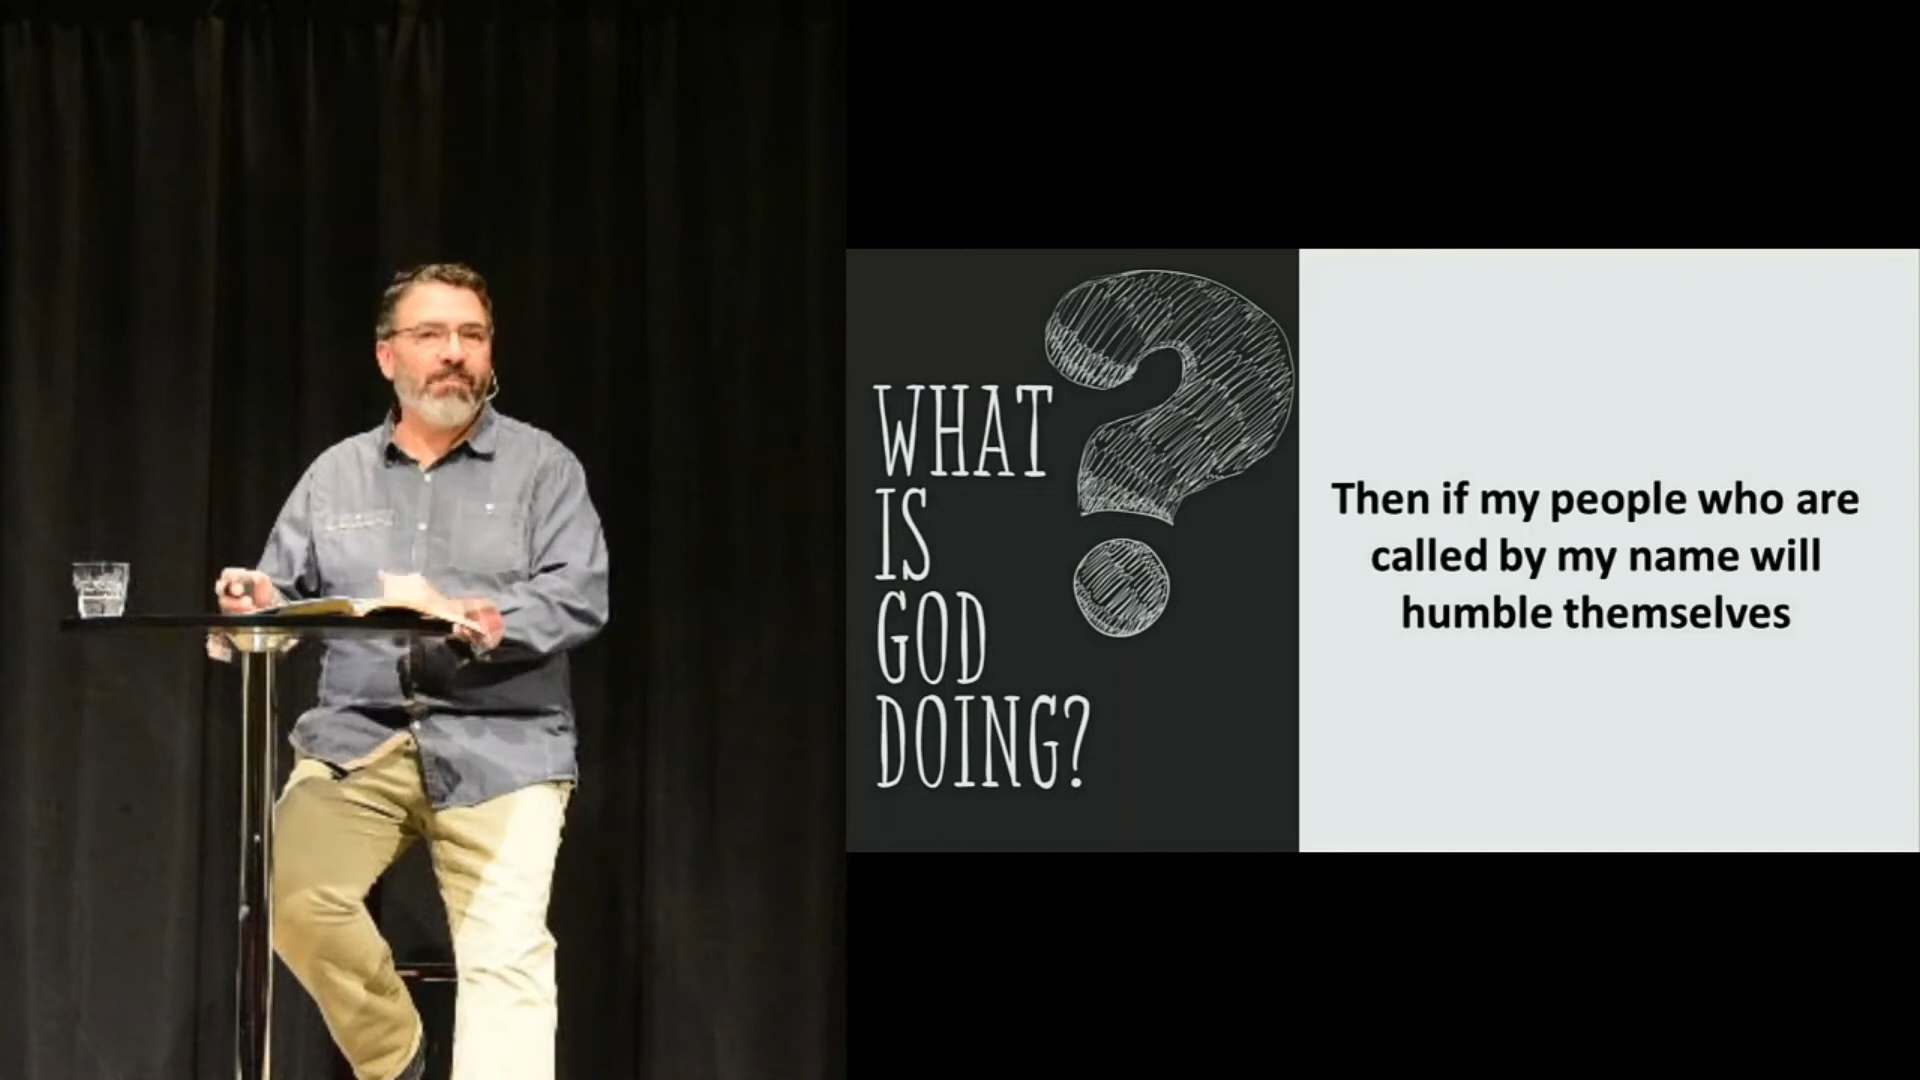 WHAT
IS
GOD
DOING?
Then if my people who are
called by my name will
humble themselves